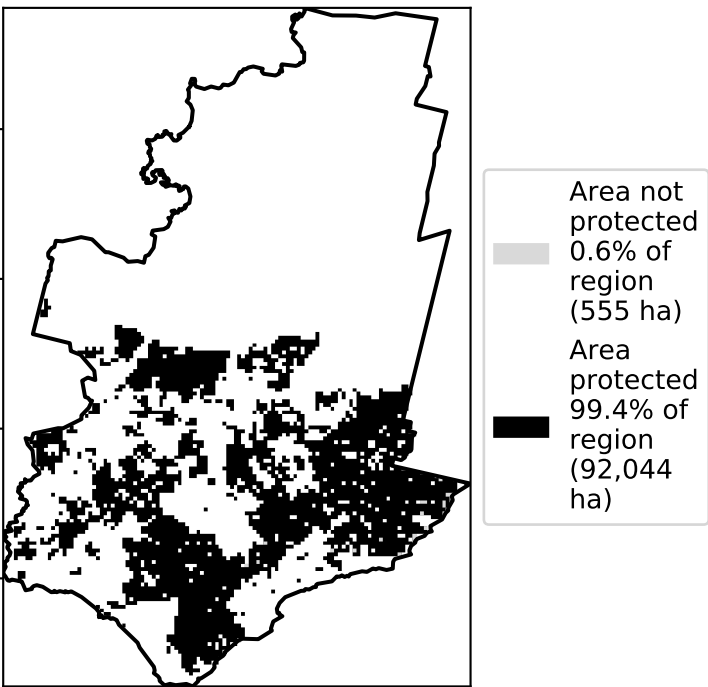 Area not
protected
0.6% of
region
(555 ha)
Area
protected
99.4% of
region
(92,044
ha)